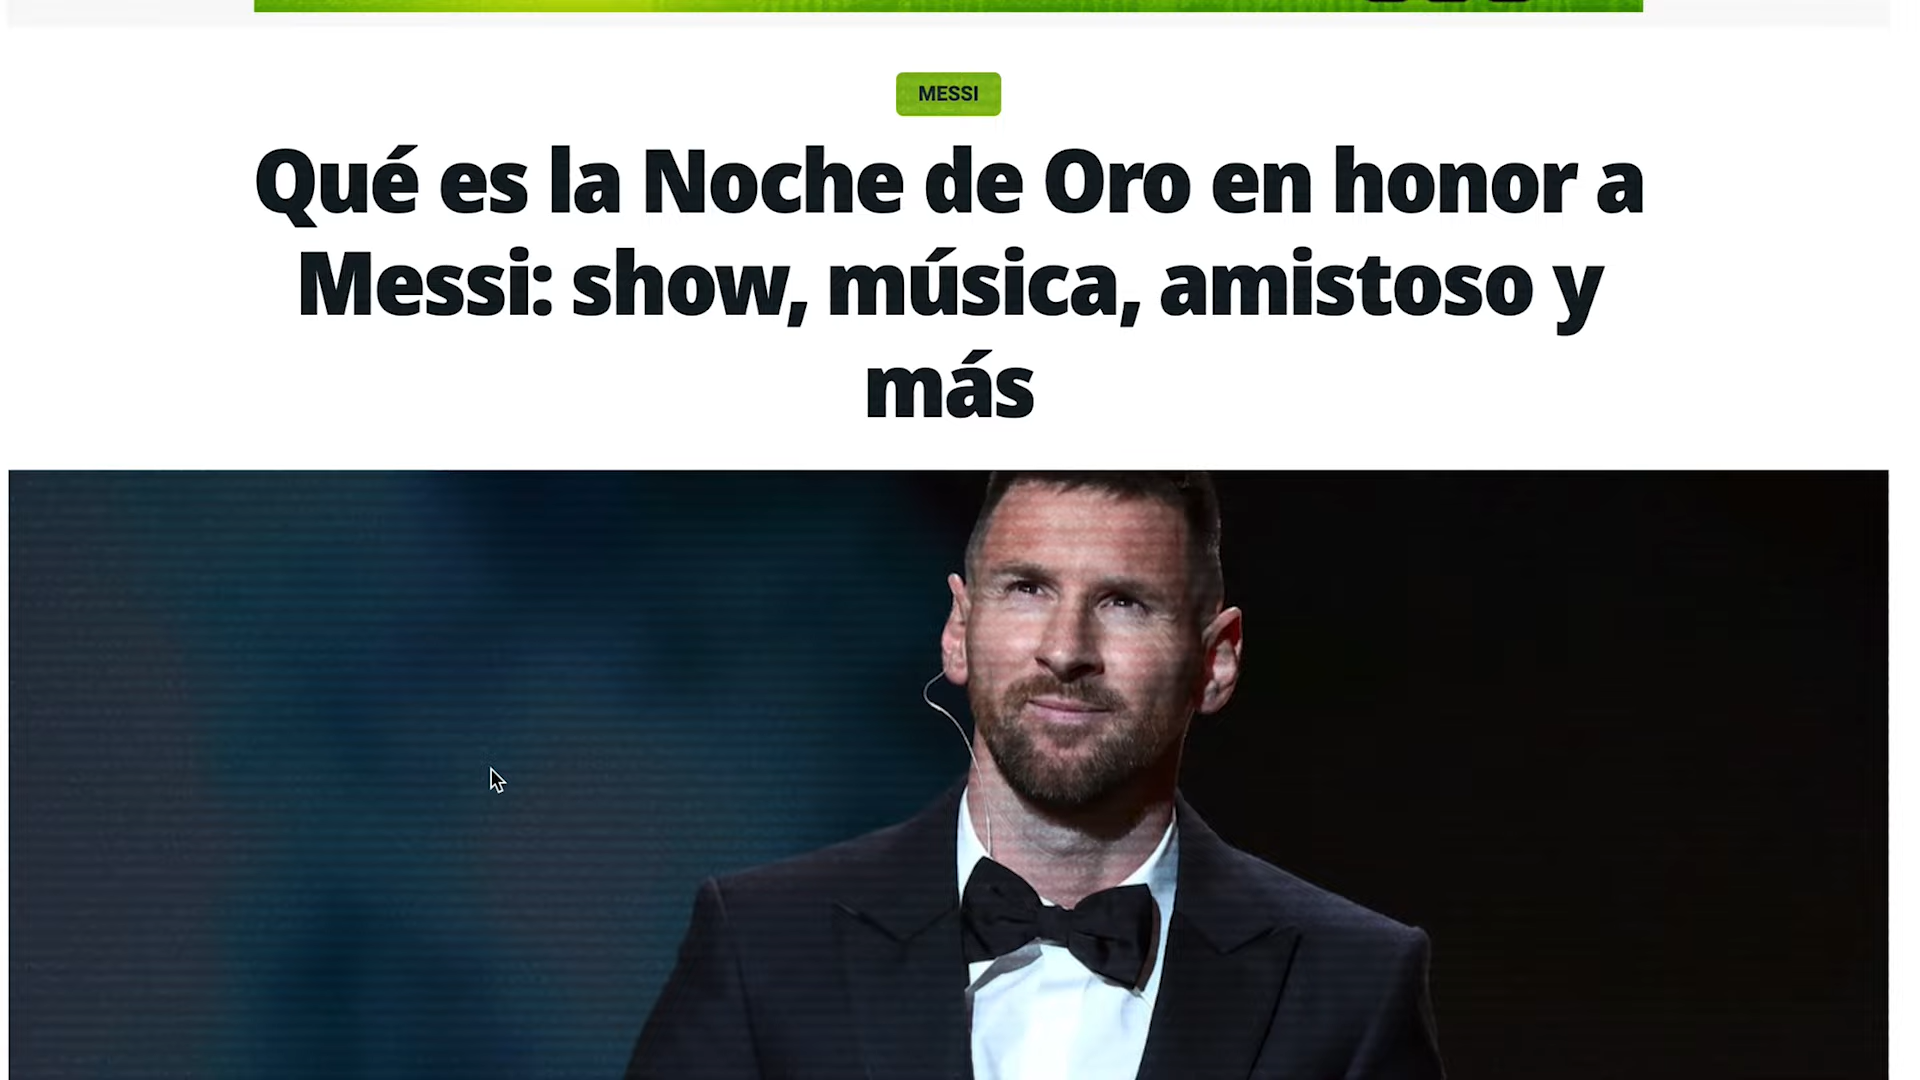 MESSI
Qué es la Noche de Oro en honor a
Messi: show, música, amistoso y
más